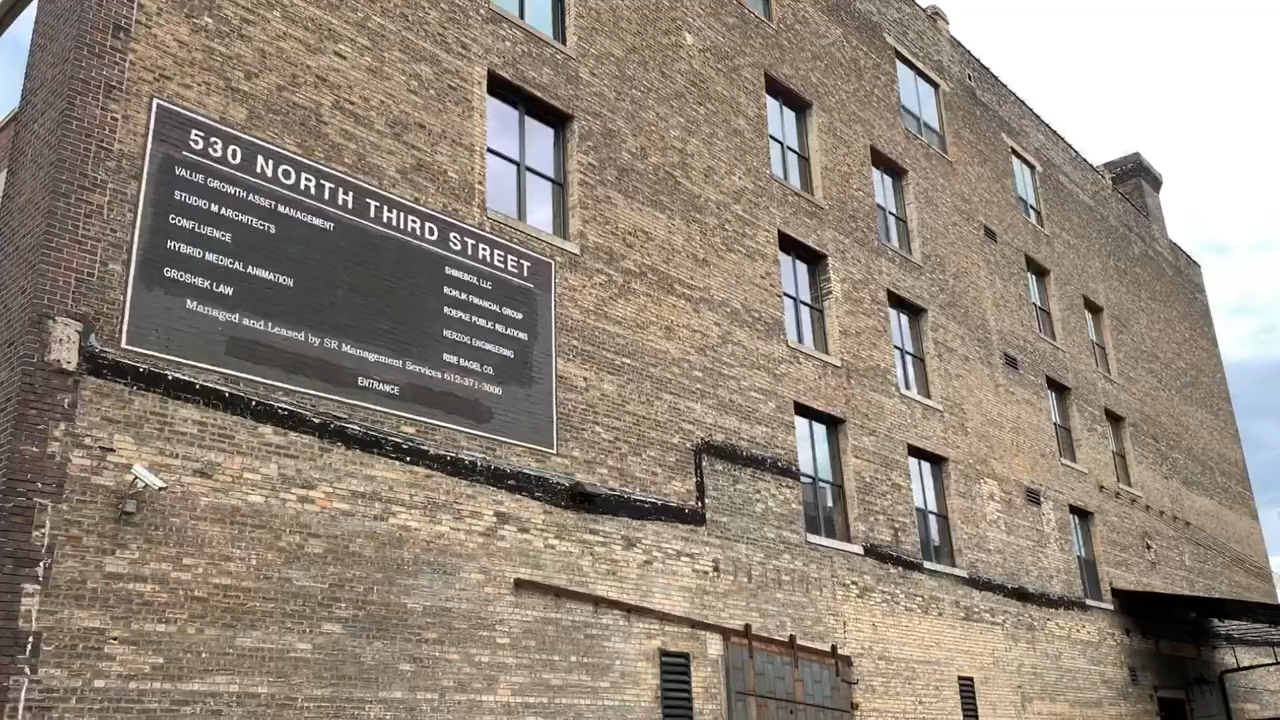 530 NORTH THIRD STREET
VALUE GROWTH ASSET MANAGEMENT
STUDIO M ARCHITECTS
CONFLUENCE
HYBRID MEDICAL ANIMATION
GROSHEK LAW
SHINEBOX, LLC
ROHLIK FINANCIAL GROUP
ROEPKE PUBLIC RELATIONS
HERZOG ENGINEERING
RISE BAGEL CO.
Managed and Leased by SR Management Services 612-371-3000
ENTRANCE